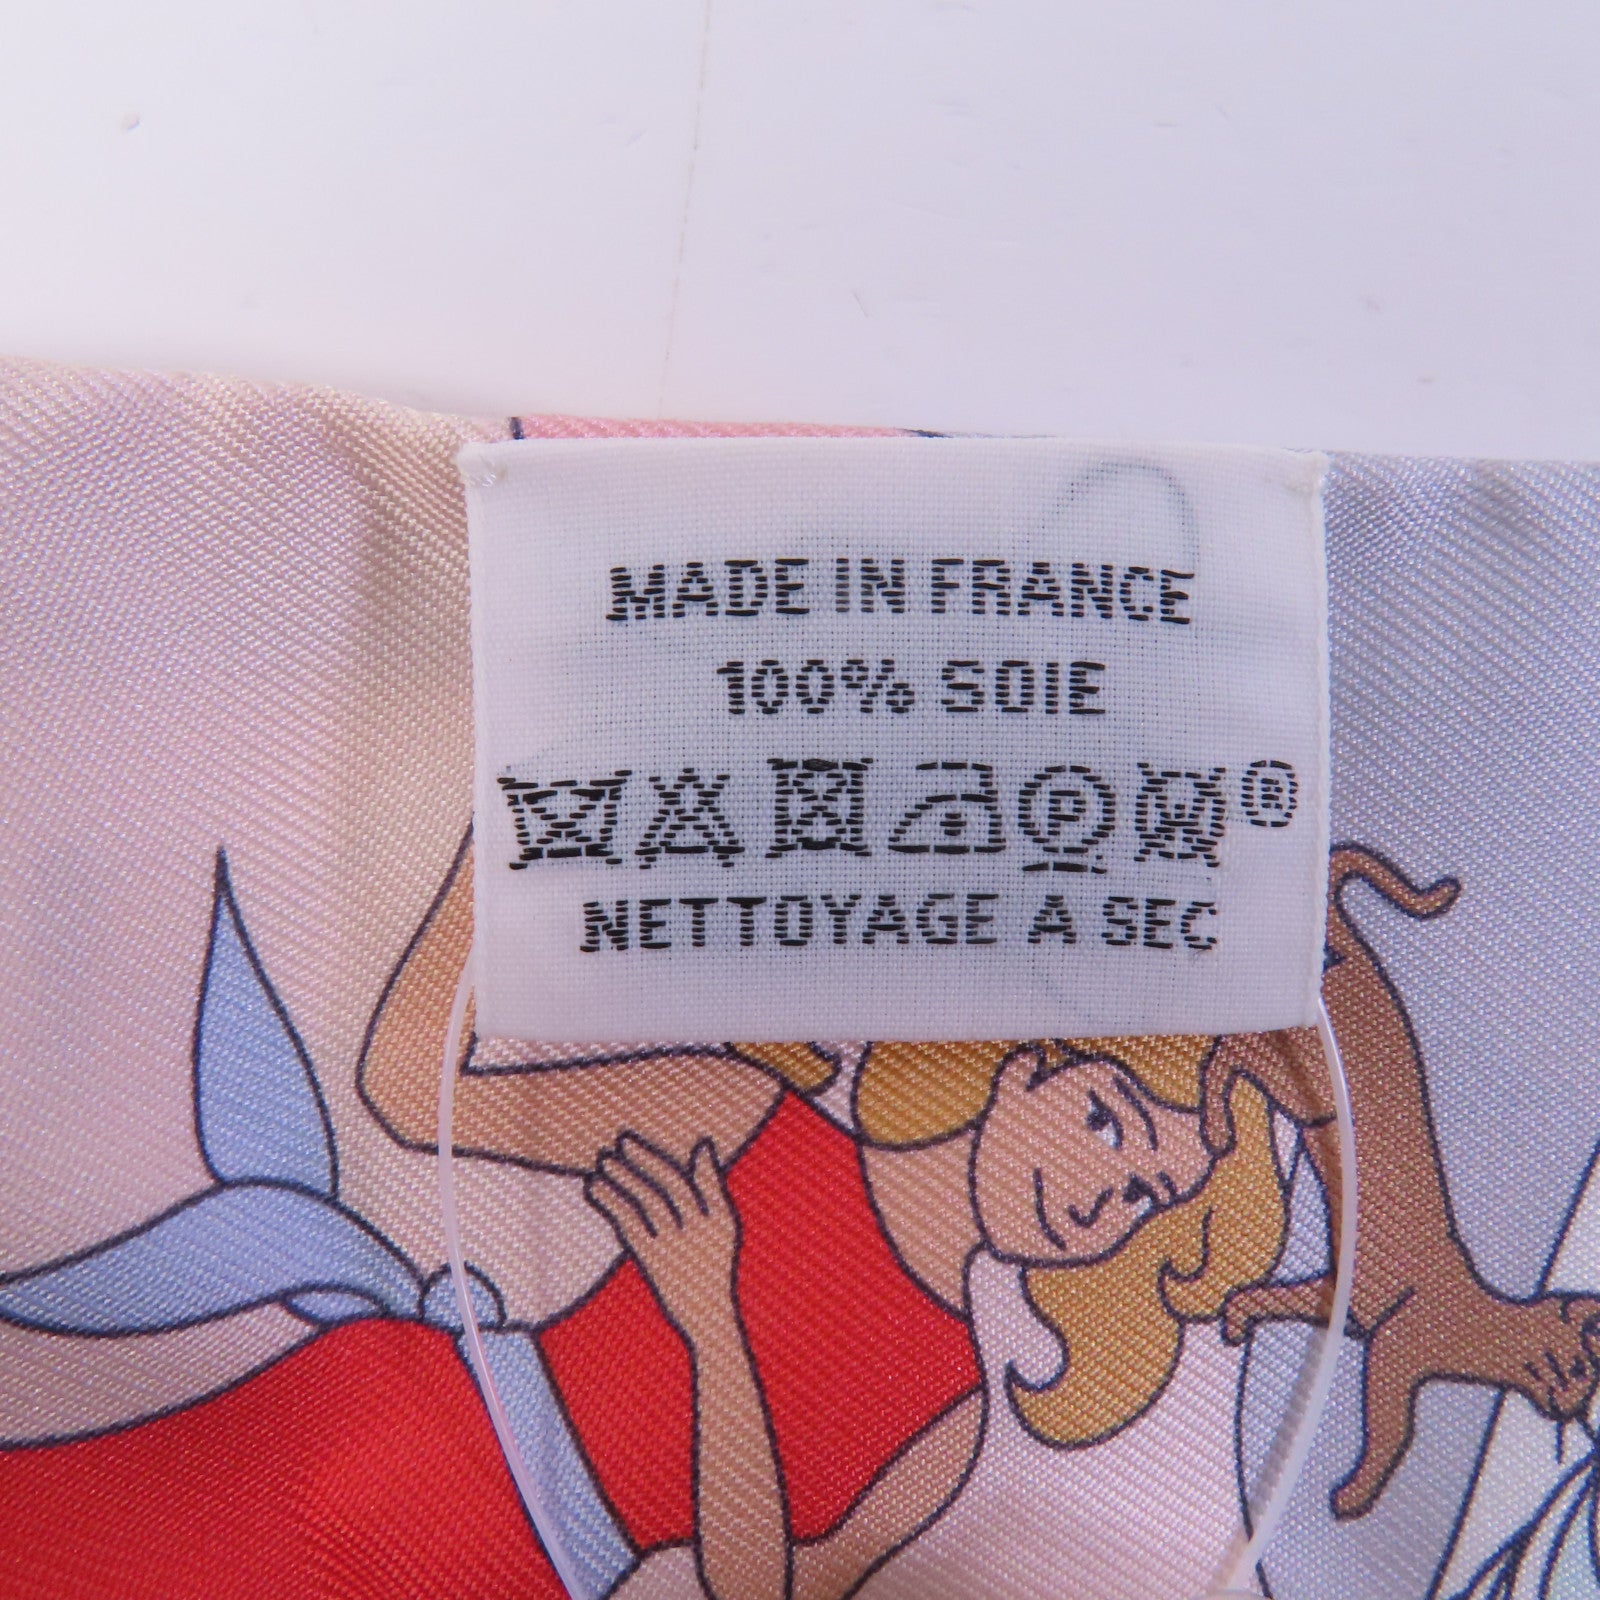 MADE IN FRANCE
100% SOIE
P W ®
NETTOYAGE A SEC